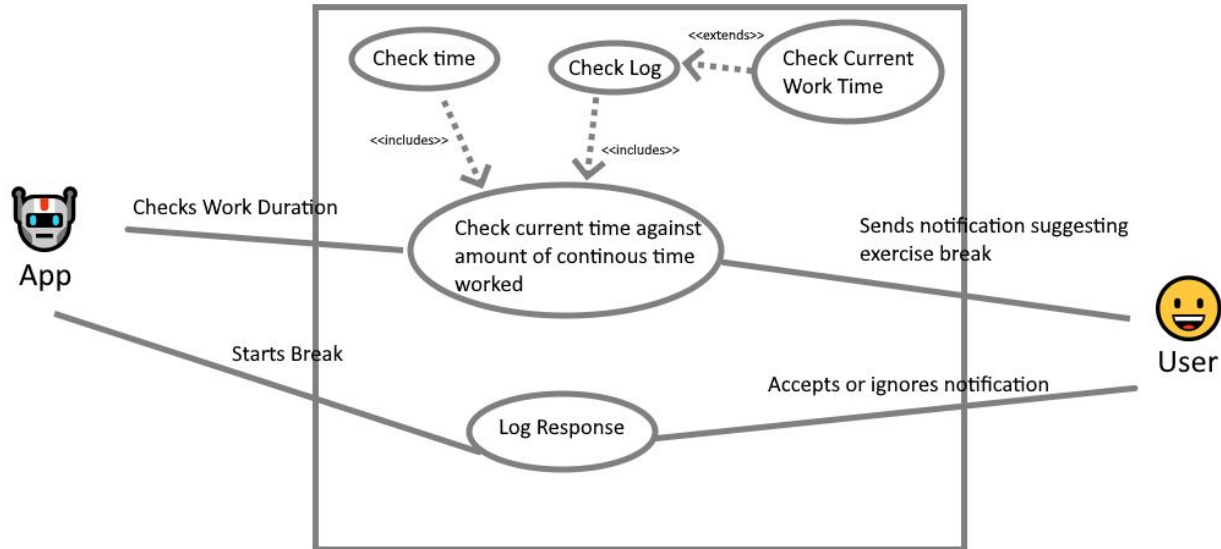 <<extends>>
Check time
Check Log
Check Current
Work Time
<<includes>>
<<includes>>
Checks Work Duration
Check current time against
amount of continous time
worked
Sends notification suggesting
exercise break
App
User
Starts Break
Accepts or ignores notification
Log Response